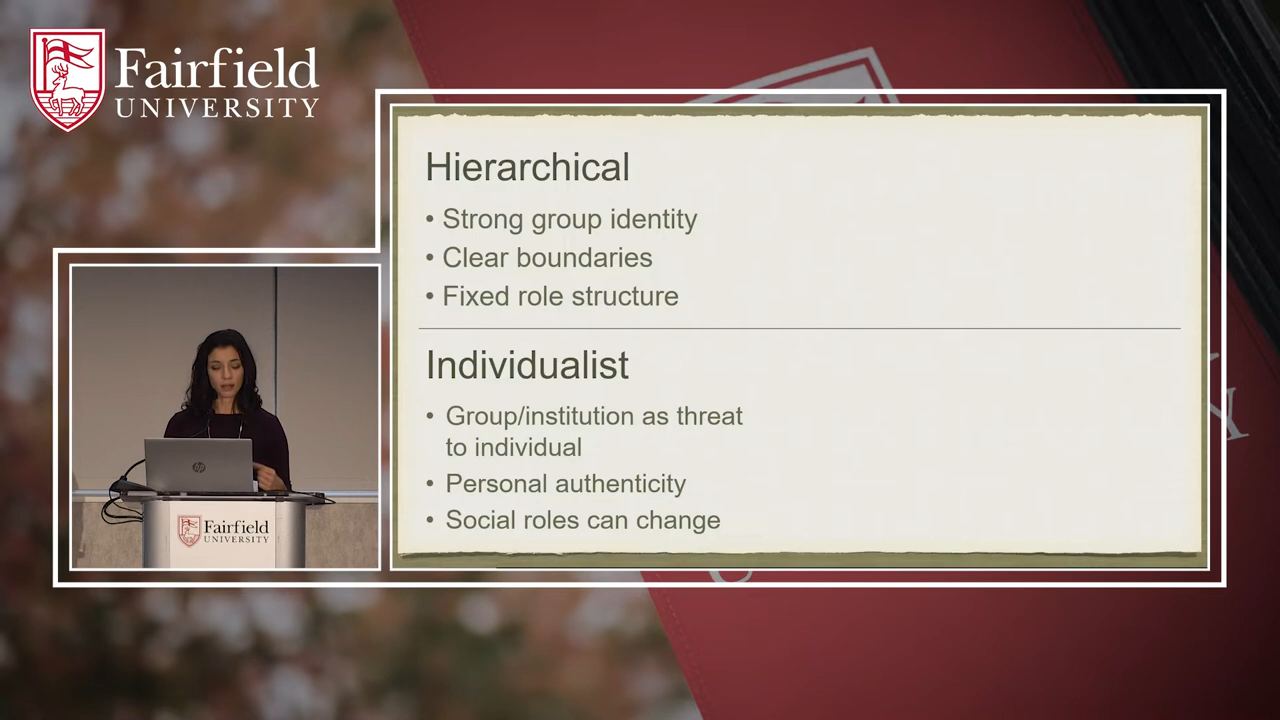 Fairfield
UNIVERSITY
Hierarchical
• Strong group identity
• Clear boundaries
• Fixed role structure
Individualist
• Group/institution as threat
to individual
• Personal authenticity
• Social roles can change
hp
Fairfield
UNIVERSITY